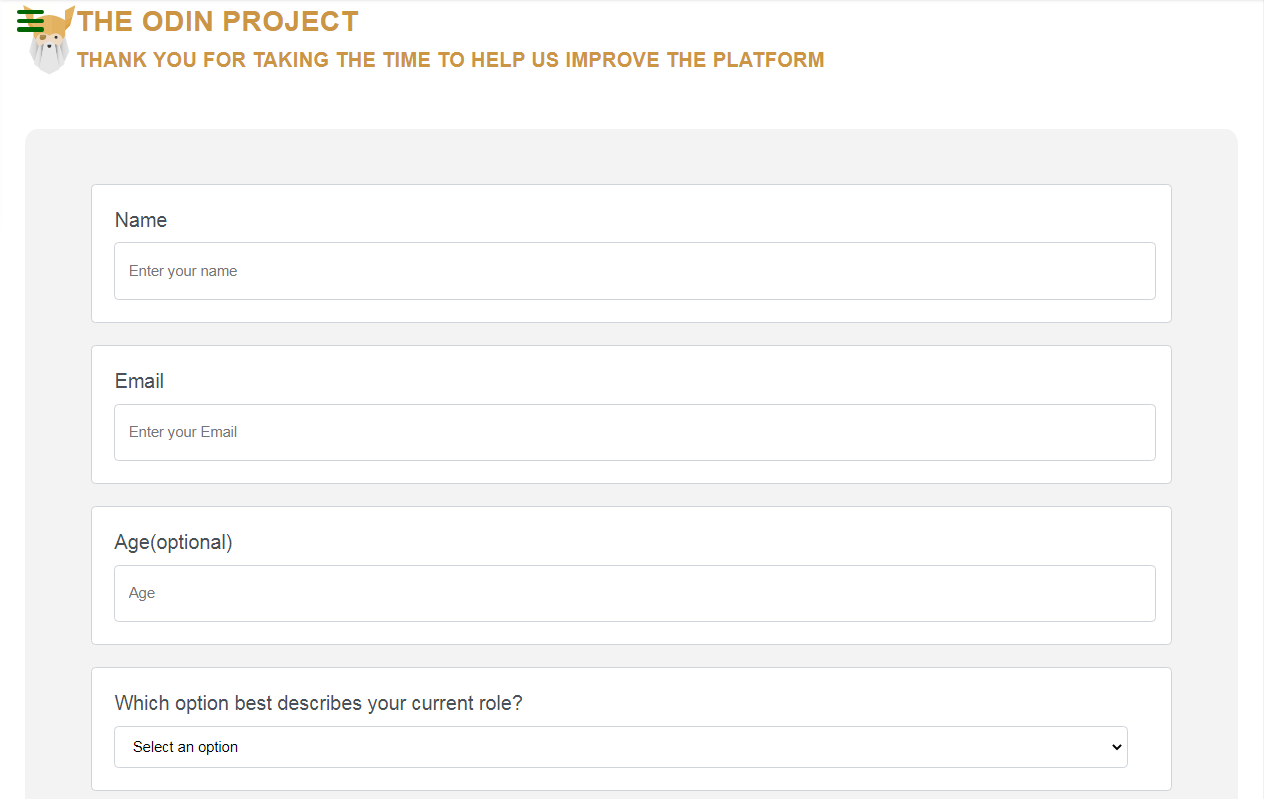 THE ODIN PROJECT
THANK YOU FOR TAKING THE TIME TO HELP US IMPROVE THE PLATFORM
Name
Enter your name
Email
Enter your Email
Age(optional)
Age
Which option best describes your current role?
Select an option